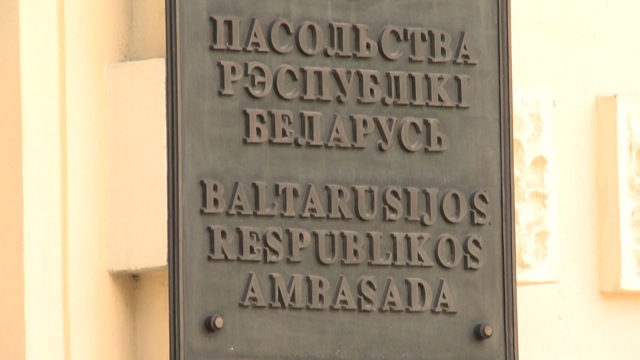 ПАСОЛЬСТВА
РЭСПУБЛІКІ
БЕЛАРУСЬ
BALTARUSIJOS
RESPUBLIKOS
AMBASADA